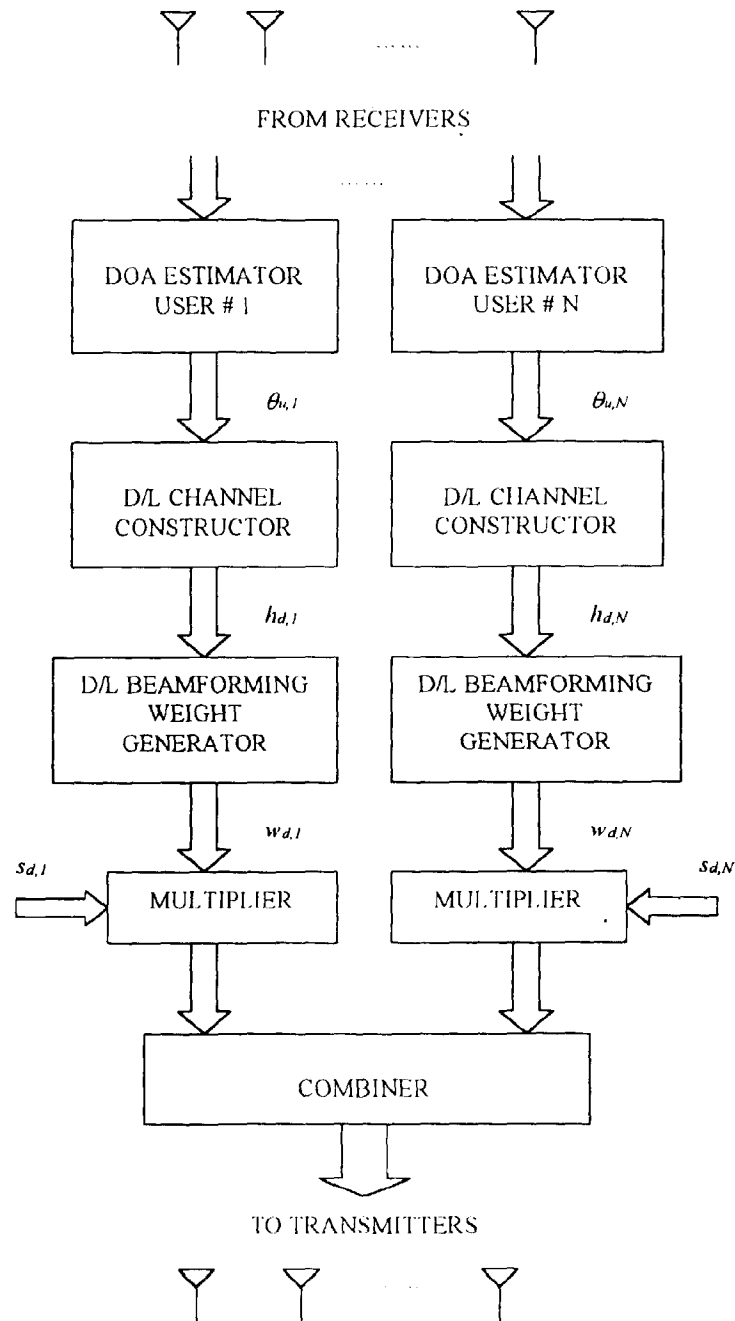 ......
FROM RECEIVERS
......
DOA ESTIMATOR
USER # 1
DOA ESTIMATOR
USER # N
θu,1
θu,N
D/L CHANNEL
CONSTRUCTOR
D/L CHANNEL
CONSTRUCTOR
hd,1
hd,N
D/L BEAMFORMING
WEIGHT
GENERATOR
D/L BEAMFORMING
WEIGHT
GENERATOR
wd,1
wd,N
sd,1
sd,N
MULTIPLIER
MULTIPLIER
COMBINER
TO TRANSMITTERS
......